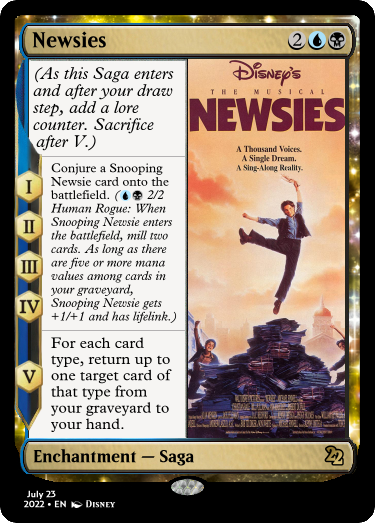 Newsies 2
(As this Saga enters
and after your draw
step, add a lore
counter. Sacrifice
after V.)
I
II
III
IV
Conjure a Snooping
Newsie card onto the
battlefield. ( 2/2
Human Rogue: When
Snooping Newsie enters
the battlefield, mill two
cards. As long as there
are five or more mana
values among cards in
your graveyard,
Snooping Newsie gets
+1/+1 and has lifelink.)
V
For each card
type, return up to
one target card of
that type from
your graveyard to
your hand.
Disney's
THE MUSICAL
NEWSIES
A Thousand Voices.
A Single Dream.
A Sing-Along Reality.
Enchantment — Saga
July 23
2022 • EN DISNEY